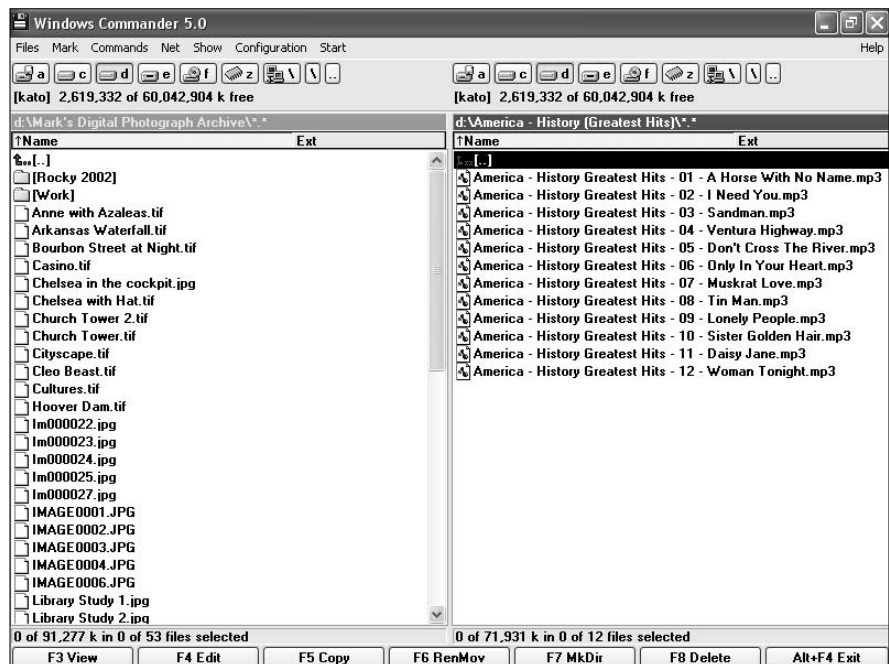 Windows Commander 5.0
Files Mark Commands Net Show Configuration Start Help
a c d e f z \ \ ..
a c d e f z \ \ ..
[kato] 2,619,332 of 60,042,904 k free
[kato] 2,619,332 of 60,042,904 k free
d:\Mark's Digital Photograph Archive\*.*
↑Name Ext
[..]
[Rocky 2002]
[Work]
Anne with Azaleas.tif
Arkansas Waterfall.tif
Bourbon Street at Night.tif
Casino.tif
Chelsea in the cockpit.jpg
Chelsea with Hat.tif
Church Tower 2.tif
Church Tower.tif
Cityscape.tif
Cleo Beast.tif
Cultures.tif
Hoover Dam.tif
Im000022.jpg
Im000023.jpg
Im000024.jpg
Im000025.jpg
Im000027.jpg
IMAGE0001.JPG
IMAGE0002.JPG
IMAGE0003.JPG
IMAGE0004.JPG
IMAGE0006.JPG
Library Study 1.jpg
Library Study 2.jpg
0 of 91,277 k in 0 of 53 files selected
d:\America - History (Greatest Hits)\*.*
↑Name Ext
[..]
America - History Greatest Hits - 01 - A Horse With No Name.mp3
America - History Greatest Hits - 02 - I Need You.mp3
America - History Greatest Hits - 03 - Sandman.mp3
America - History Greatest Hits - 04 - Ventura Highway.mp3
America - History Greatest Hits - 05 - Don't Cross The River.mp3
America - History Greatest Hits - 06 - Only In Your Heart.mp3
America - History Greatest Hits - 07 - Muskrat Love.mp3
America - History Greatest Hits - 08 - Tin Man.mp3
America - History Greatest Hits - 09 - Lonely People.mp3
America - History Greatest Hits - 10 - Sister Golden Hair.mp3
America - History Greatest Hits - 11 - Daisy Jane.mp3
America - History Greatest Hits - 12 - Woman Tonight.mp3
0 of 71,931 k in 0 of 12 files selected
F3 View F4 Edit F5 Copy F6 RenMov F7 MkDir F8 Delete Alt+F4 Exit